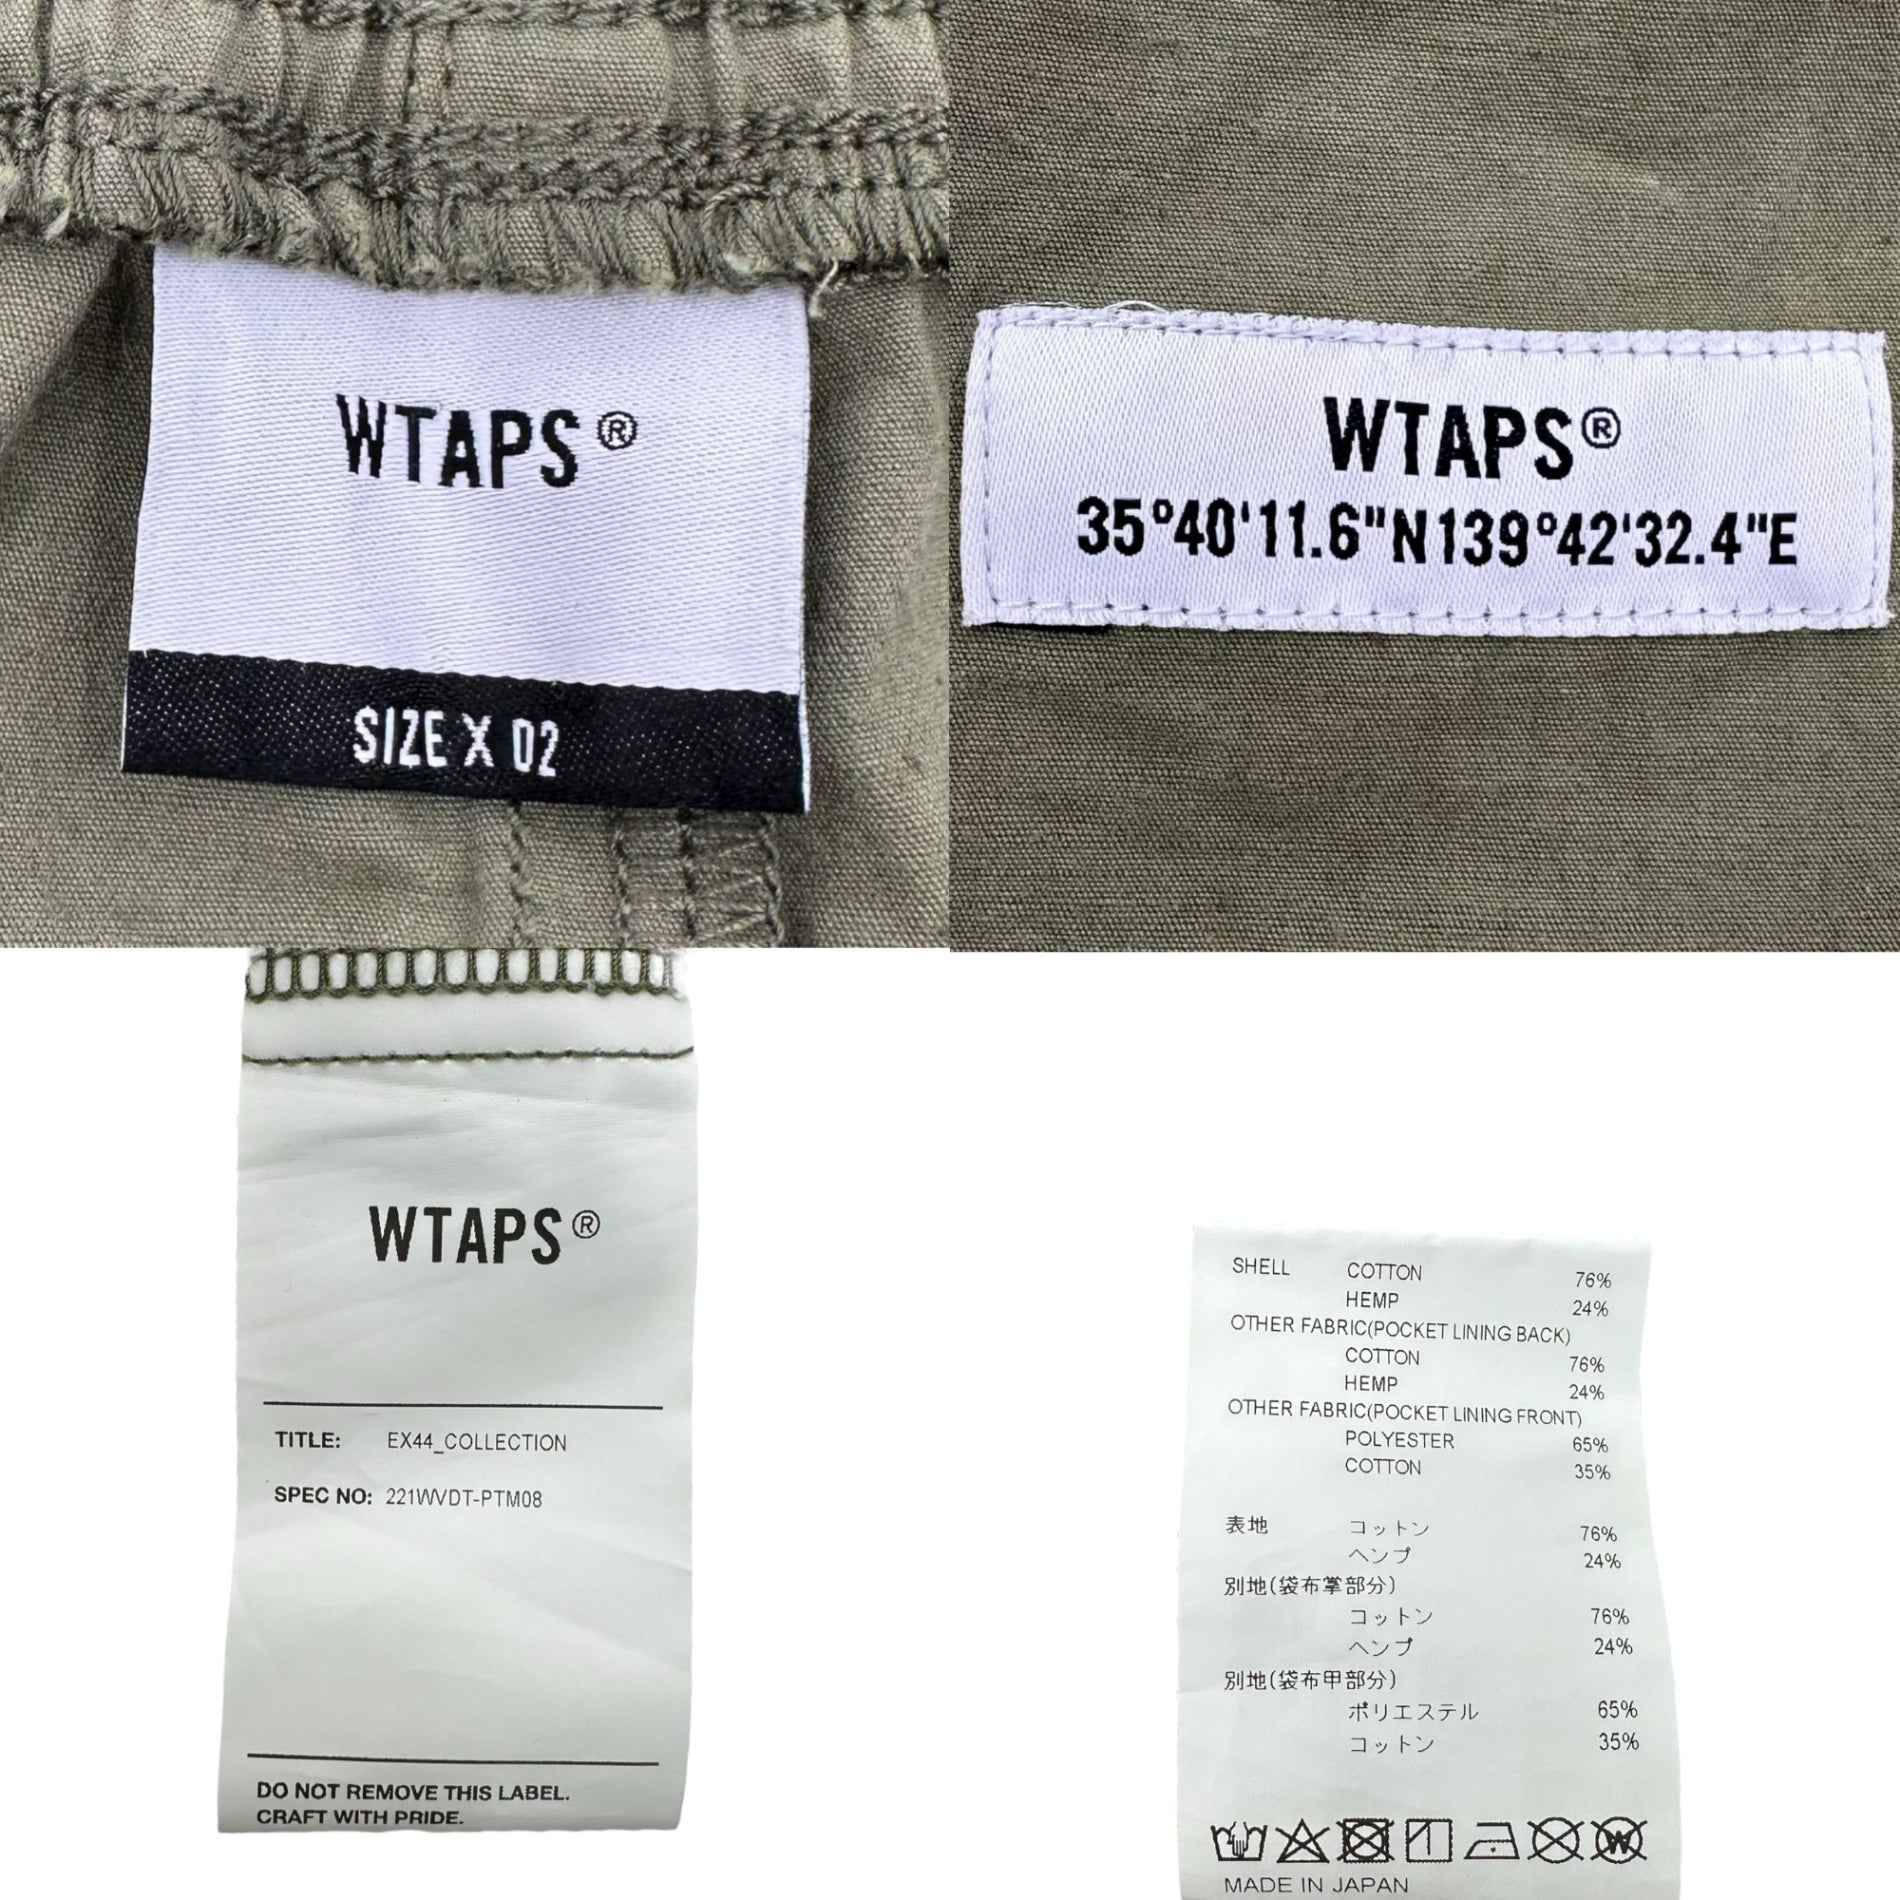 WTAPS®
SIZE X 02
WTAPS®
35°40'11.6"N139°42'32.4"E
WTAPS®
TITLE: EX44_COLLECTION
SPEC NO: 221WVDT-PTM08
DO NOT REMOVE THIS LABEL.
CRAFT WITH PRIDE.
SHELL COTTON 76%
HEMP 24%
OTHER FABRIC(POCKET LINING BACK)
COTTON 76%
HEMP 24%
OTHER FABRIC(POCKET LINING FRONT)
POLYESTER 65%
COTTON 35%
表地 コットン 76%
ヘンプ 24%
別地(袋布掌部分)
コットン 76%
ヘンプ 24%
別地(袋布甲部分)
ポリエステル 65%
コットン 35%
W
MADE IN JAPAN